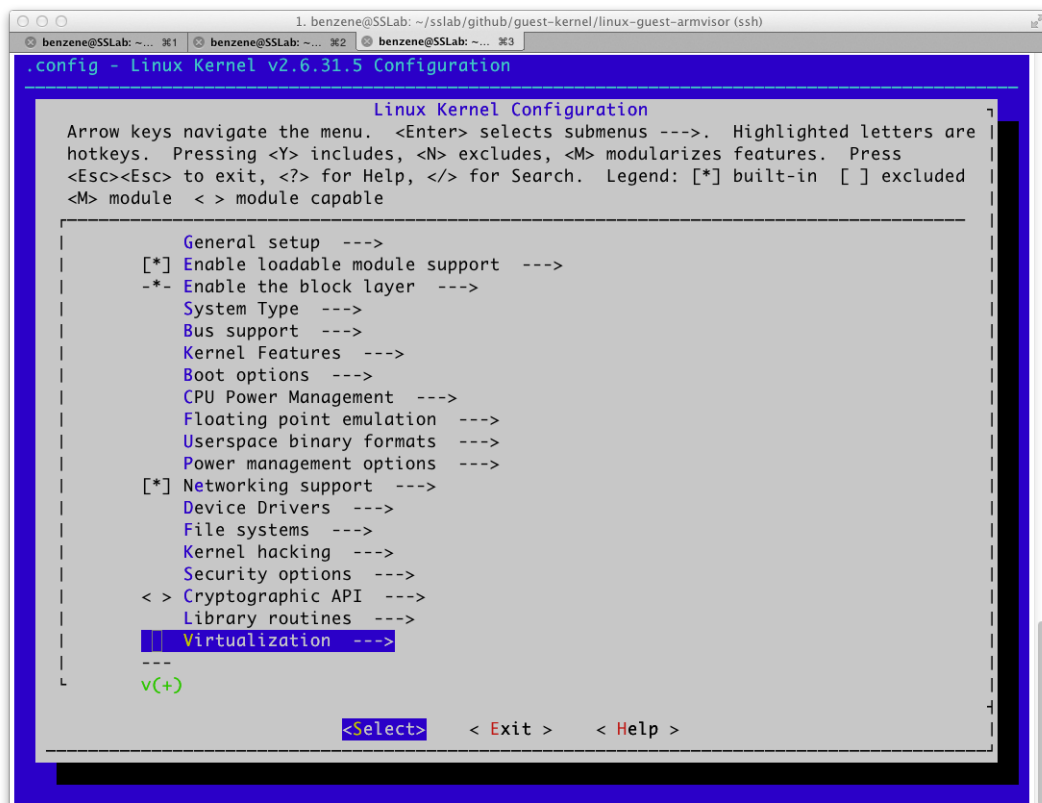 1. benzene@SSLab: ~/sslab/github/guest-kernel/linux-guest-armvisor (ssh)
benzene@SSLab: ~... ⌘1 benzene@SSLab: ~... ⌘2 benzene@SSLab: ~... ⌘3
.config - Linux Kernel v2.6.31.5 Configuration
Linux Kernel Configuration
Arrow keys navigate the menu. <Enter> selects submenus --->. Highlighted letters are
hotkeys. Pressing <Y> includes, <N> excludes, <M> modularizes features. Press
<Esc><Esc> to exit, <?> for Help, </> for Search. Legend: [*] built-in [ ] excluded
<M> module < > module capable
General setup --->
[*] Enable loadable module support --->
-*- Enable the block layer --->
System Type --->
Bus support --->
Kernel Features --->
Boot options --->
CPU Power Management --->
Floating point emulation --->
Userspace binary formats --->
Power management options --->
[*] Networking support --->
Device Drivers --->
File systems --->
Kernel hacking --->
Security options --->
< > Cryptographic API --->
Library routines --->
Virtualization --->
---
v(+)
<Select> < Exit > < Help >